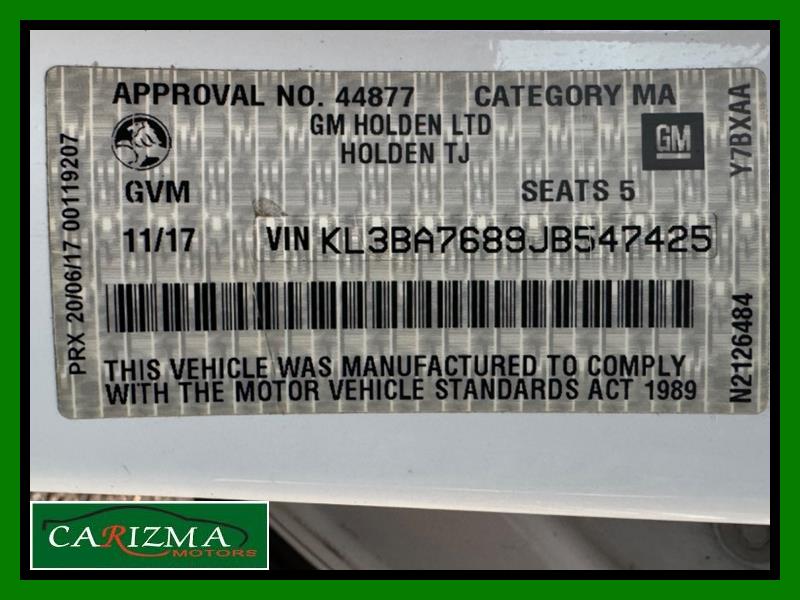 APPROVAL NO. 44877 CATEGORY MA
GM HOLDEN LTD
HOLDEN TJ
GM
GVM SEATS 5
11/17 VIN KL3BA7689JB547425
THIS VEHICLE WAS MANUFACTURED TO COMPLY
WITH THE MOTOR VEHICLE STANDARDS ACT 1989
PRX 20/06/17 00119207
N2126484 Y7BXAA
CARIZMA
MOTORS